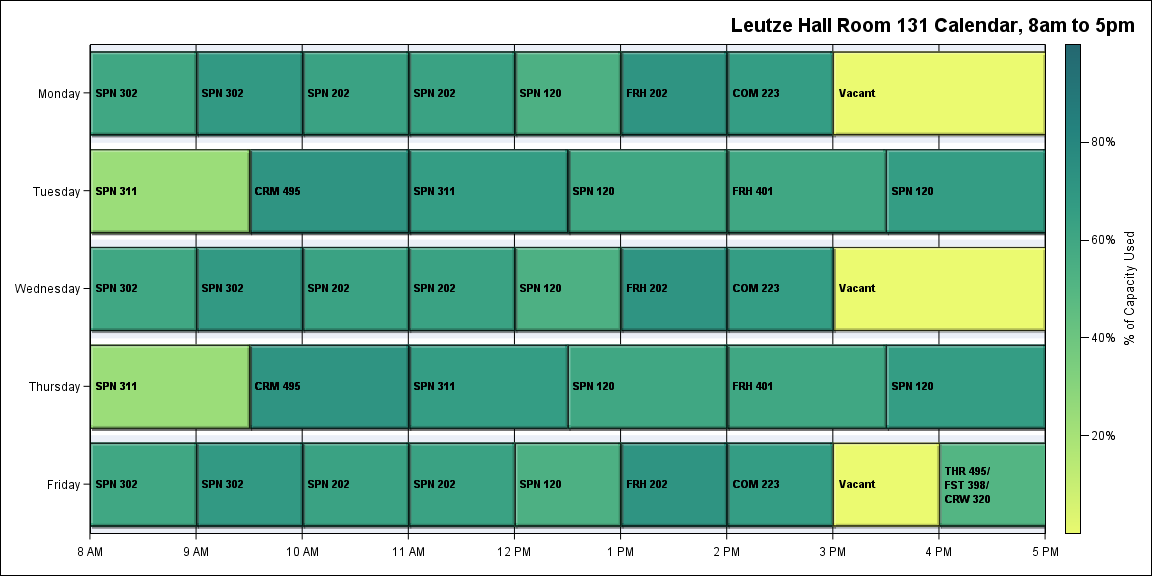 Leutze Hall Room 131 Calendar, 8am to 5pm
Monday
SPN 302
SPN 302
SPN 202
SPN 202
SPN 120
FRH 202
COM 223
Vacant
Tuesday
SPN 311
CRM 495
SPN 311
SPN 120
FRH 401
SPN 120
Wednesday
SPN 302
SPN 302
SPN 202
SPN 202
SPN 120
FRH 202
COM 223
Vacant
Thursday
SPN 311
CRM 495
SPN 311
SPN 120
FRH 401
SPN 120
Friday
SPN 302
SPN 302
SPN 202
SPN 202
SPN 120
FRH 202
COM 223
Vacant
THR 495/
FST 398/
CRW 320
8 AM
9 AM
10 AM
11 AM
12 PM
1 PM
2 PM
3 PM
4 PM
5 PM
80%
60%
40%
20%
% of Capacity Used